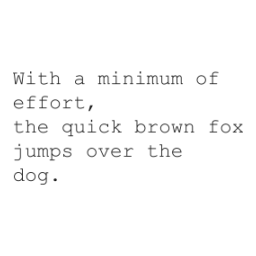 With a minimum of
effort,
the quick brown fox
jumps over the
dog.